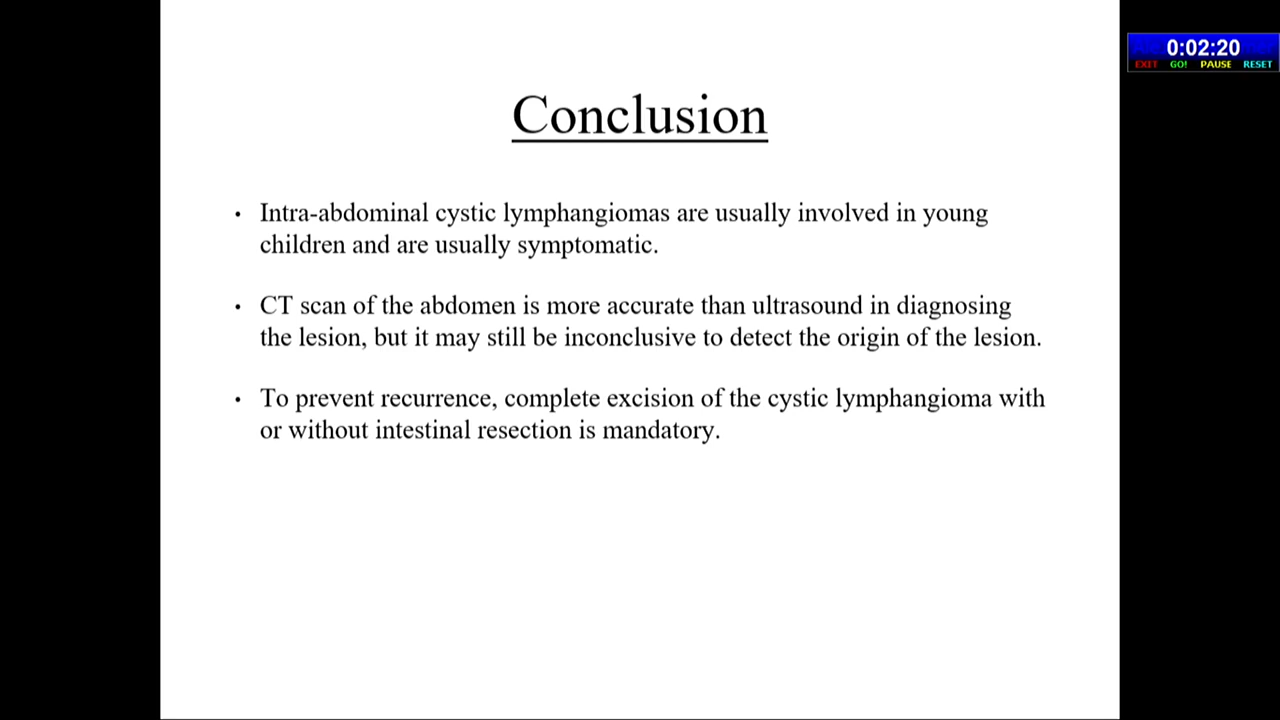 0:02:20
EXIT GO! PAUSE RESET
Conclusion
• Intra-abdominal cystic lymphangiomas are usually involved in young
children and are usually symptomatic.
• CT scan of the abdomen is more accurate than ultrasound in diagnosing
the lesion, but it may still be inconclusive to detect the origin of the lesion.
• To prevent recurrence, complete excision of the cystic lymphangioma with
or without intestinal resection is mandatory.